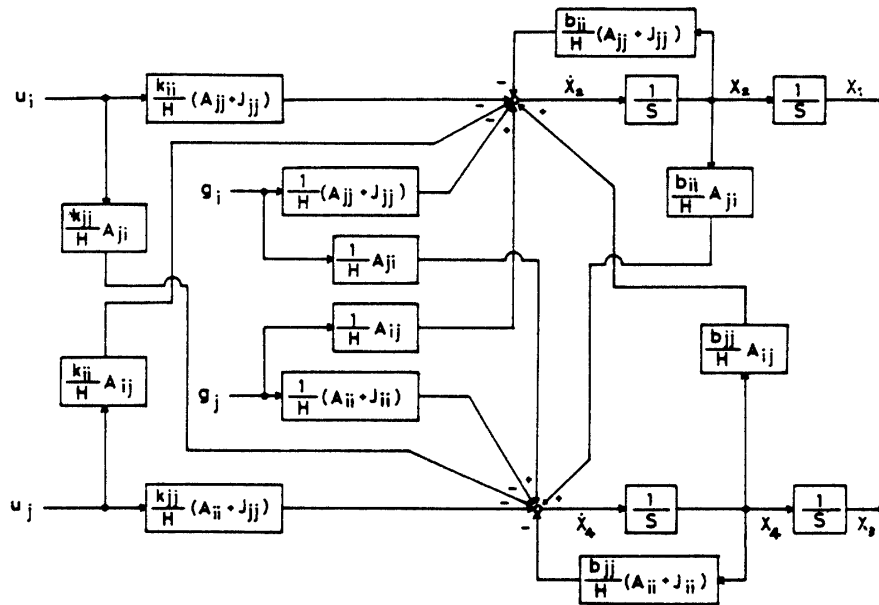 b_ii/H (A_jj + J_jj)
-
u_i
k_ii/H (A_jj + J_jj)
-
-
+
+
ẋ_2
1/S
x_2
1/S
x_1
g_i
1/H (A_jj + J_jj)
b_ii/H A_ji
*k_jj/H A_ji
1/H A_ji
1/H A_ij
b_jj/H A_ij
k_ii/H A_ij
g_j
1/H (A_ii + J_ii)
-
+
-
+
u_j
k_jj/H (A_ii + J_jj)
-
ẋ_4
1/S
x_4
1/S
x_3
b_jj/H (A_ii + J_ii)